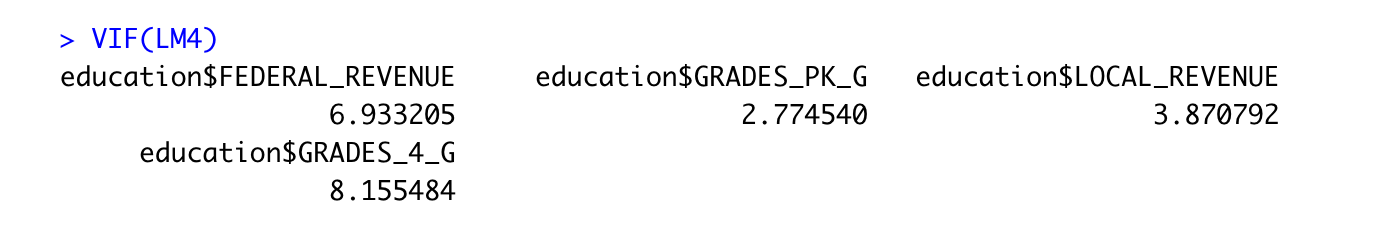 > VIF(LM4)
education$FEDERAL_REVENUE     education$GRADES_PK_G   education$LOCAL_REVENUE
                 6.933205                  2.774540                  3.870792
     education$GRADES_4_G
                 8.155484